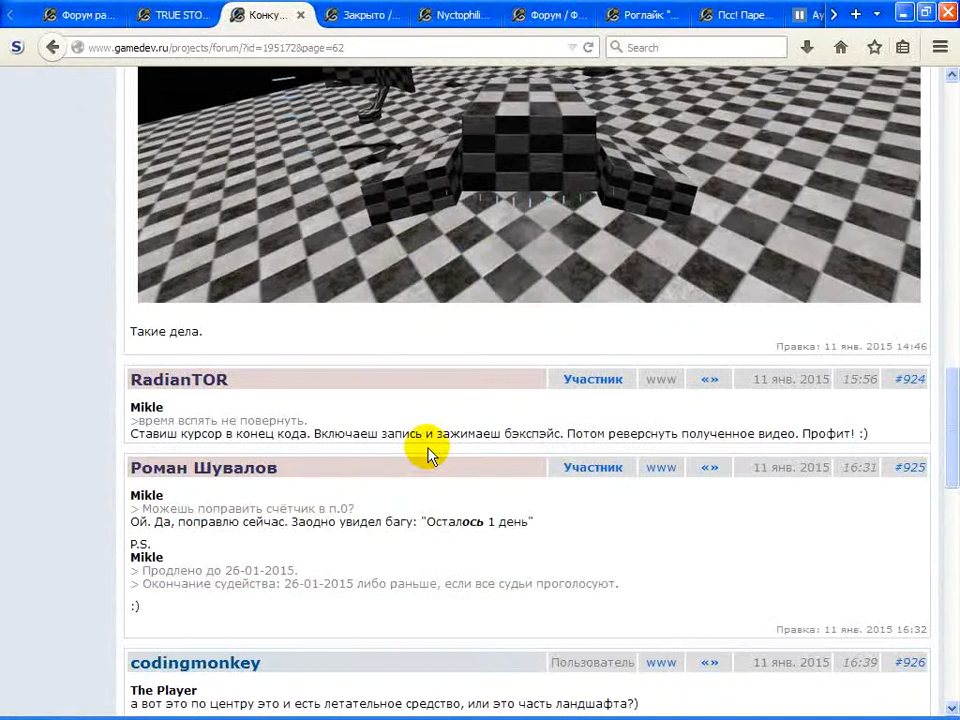 Форум ра...
TRUE STO...
Конку...
Закрыто /...
Nyctophili...
Форум / Ф...
Роглайк "...
Псс! Паре...
Ау
www.gamedev.ru/projects/forum/?id=195172&page=62
Search
Такие дела.
Правка: 11 янв. 2015 14:46
RadianTOR Участник www «» 11 янв. 2015 15:56 #924
Mikle
>время вспять не повернуть.
Ставиш курсор в конец кода. Включаеш запись и зажимаеш бэкспэйс. Потом реверснуть полученное видео. Профит! :)
Роман Шувалов Участник www «» 11 янв. 2015 16:31 #925
Mikle
> Можешь поправить счётчик в п.0?
Ой. Да, поправлю сейчас. Заодно увидел багу: "Осталось 1 день"
P.S.
Mikle
> Продлено до 26-01-2015.
> Окончание судейства: 26-01-2015 либо раньше, если все судьи проголосуют.
:)
Правка: 11 янв. 2015 16:32
codingmonkey Пользователь www «» 11 янв. 2015 16:39 #926
The Player
а вот это по центру это и есть летательное средство, или это часть ландшафта?)